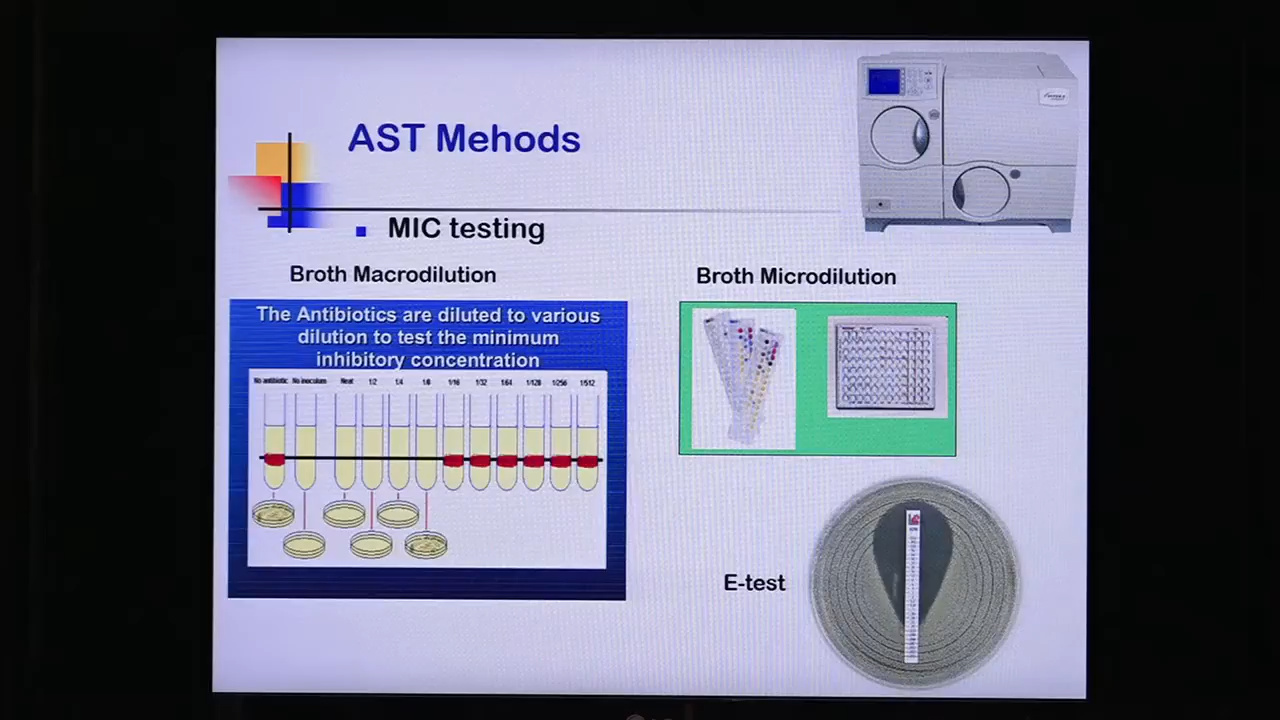 AST Mehods
MIC testing
Broth Macrodilution
Broth Microdilution
The Antibiotics are diluted to various
dilution to test the minimum
inhibitory concentration
No antibiotic No inoculum Neat 1/2 1/4 1/8 1/16 1/32 1/64 1/128 1/256 1/512
E-test